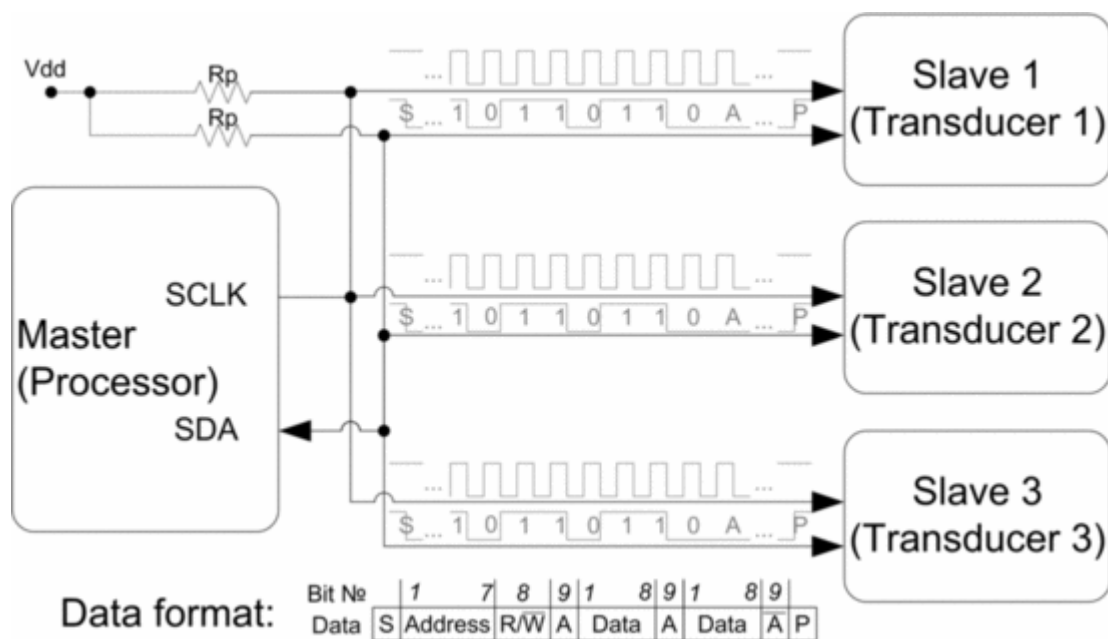 Vdd
Rp
Rp
... ...
S ... 1 0 1 1 0 1 1 0 A ... P
Slave 1
(Transducer 1)
Master
(Processor)
SCLK
SDA
... ...
S ... 1 0 1 1 0 1 1 0 A ... P
Slave 2
(Transducer 2)
... ...
S ... 1 0 1 1 0 1 1 0 A ... P
Slave 3
(Transducer 3)
Data format:
Bit № 1 7 8 9 1 8 9 1 8 9
Data S Address R/W̅ A Data A Data A̅ P